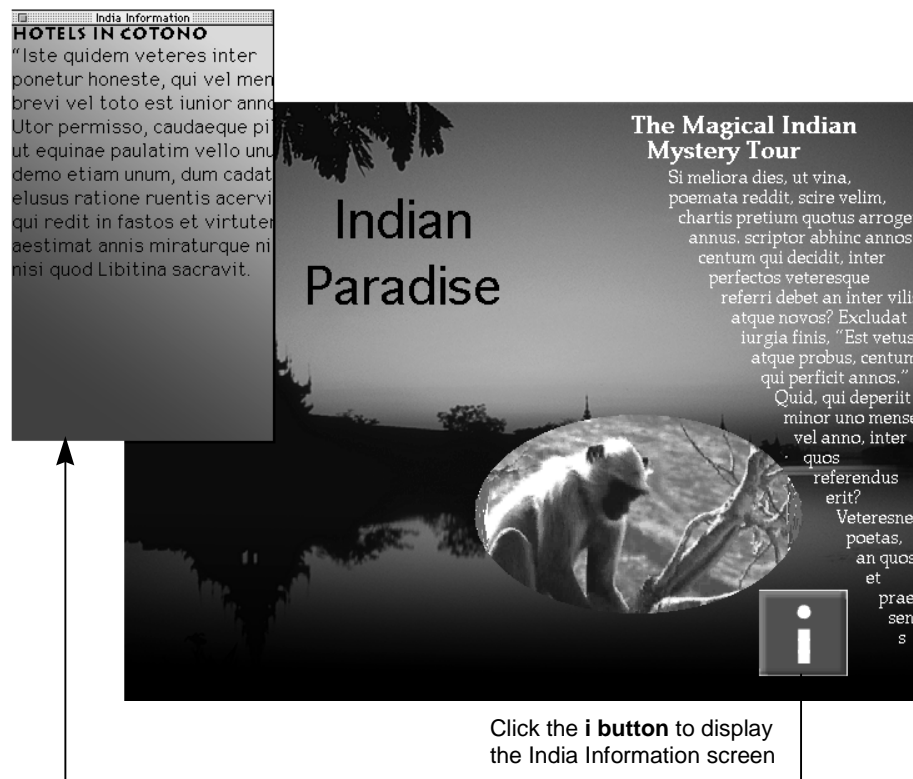 India Information
HOTELS IN COTONO
“Iste quidem veteres inter
ponetur honeste, qui vel men
brevi vel toto est iunior anno
Utor permisso, caudaeque pi
ut equinae paulatim vello unu
demo etiam unum, dum cadat
elusus ratione ruentis acervi
qui redit in fastos et virtuten
aestimat annis miraturque ni
nisi quod Libitina sacravit.
Indian
Paradise
The Magical Indian
Mystery Tour
Si meliora dies, ut vina,
poemata reddit, scire velim,
chartis pretium quotus arroge
annus. scriptor abhinc annos
centum qui decidit, inter
perfectos veteresque
referri debet an inter vilis
atque novos? Excludat
iurgia finis, “Est vetus
atque probus, centum
qui perficit annos.”
Quid, qui deperiit
minor uno mense
vel anno, inter
quos
referendus
erit?
Veteresne
poetas,
an quos
et
prae
sen
s
i
Click the i button to display
the India Information screen